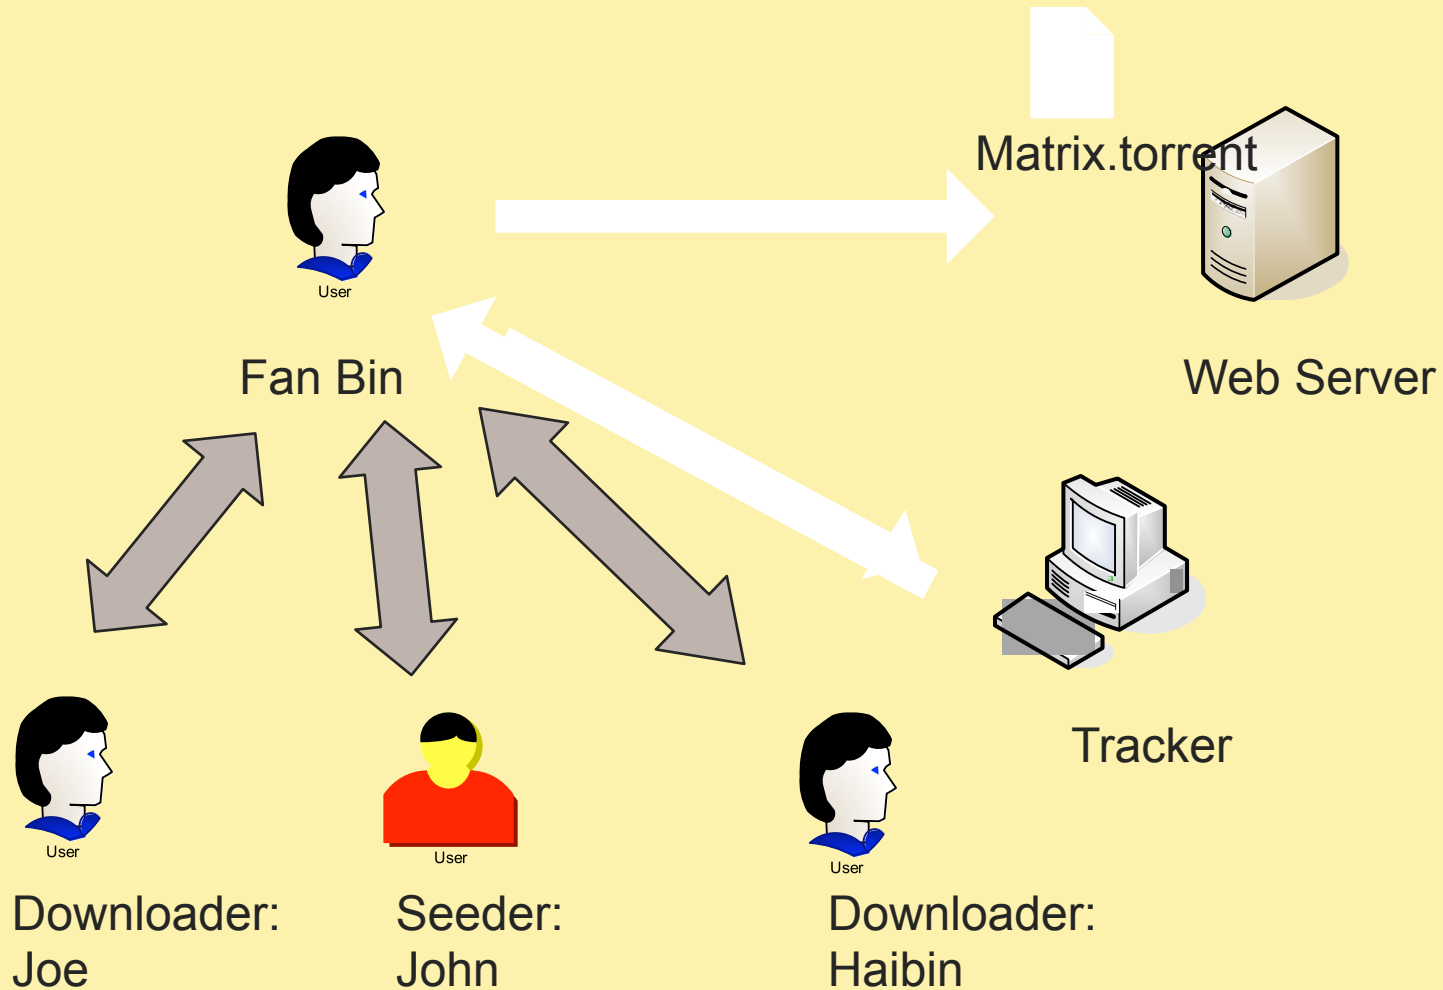 Matrix.torrent
User
Fan Bin
Web Server
Tracker
User
User
User
Downloader:
Joe
Seeder:
John
Downloader:
Haibin